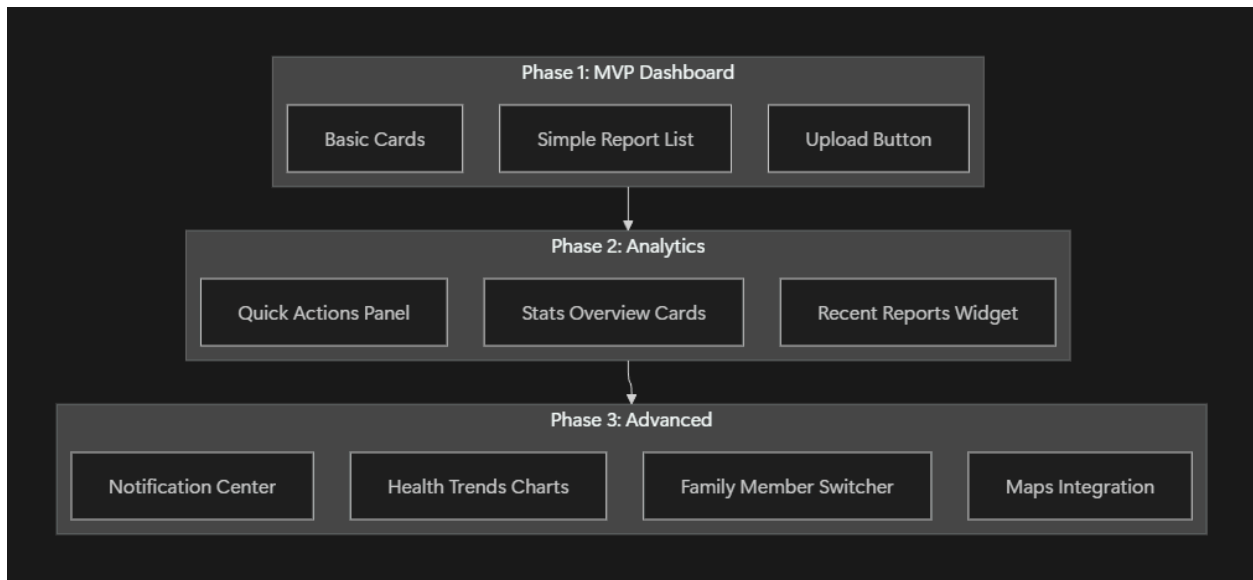 Phase 1: MVP Dashboard
Basic Cards
Simple Report List
Upload Button
Phase 2: Analytics
Quick Actions Panel
Stats Overview Cards
Recent Reports Widget
Phase 3: Advanced
Notification Center
Health Trends Charts
Family Member Switcher
Maps Integration